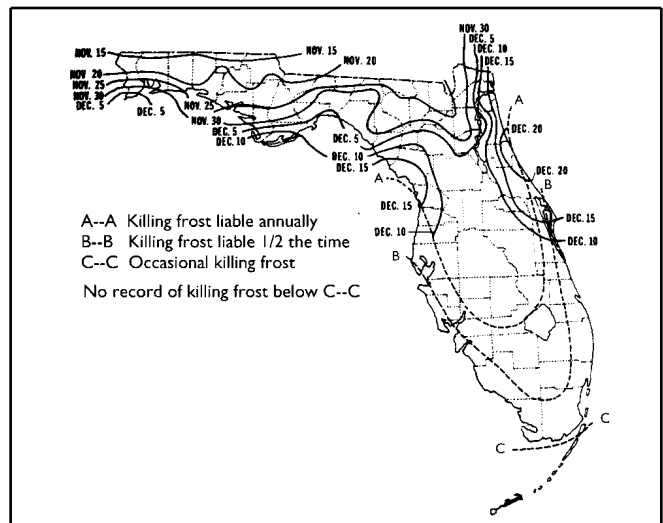 NOV. 30
DEC. 5
DEC. 10
DEC. 15
NOV. 15
NOV. 15
NOV. 20
NOV. 20
NOV. 25
NOV. 30
DEC. 5
DEC. 5
NOV. 25
NOV. 30
DEC. 5
DEC. 10
DEC. 5
DEC. 10
DEC. 15
A
DEC. 20
DEC. 20
B
A
DEC. 15
DEC. 10
B
DEC. 15
DEC. 10
A--A Killing frost liable annually
B--B Killing frost liable 1/2 the time
C--C Occasional killing frost
No record of killing frost below C--C
C
C